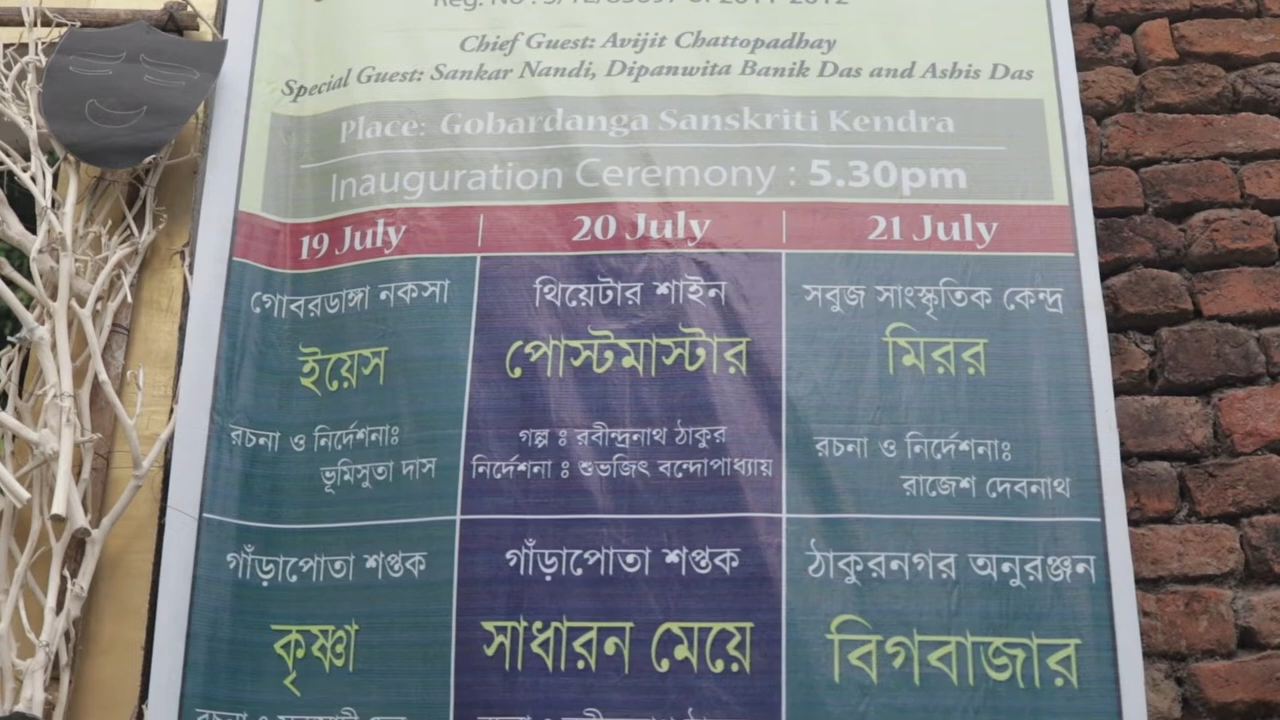 Chief Guest: Avijit Chattopadhay
Special Guest: Sankar Nandi, Dipanwita Banik Das and Ashis Das
Place: Gobardanga Sanskriti Kendra
Inauguration Ceremony : 5.30pm
19 July | 20 July | 21 July
গোবরডাঙ্গা নকসা
ইয়েস
রচনা ও নির্দেশনাঃ
ভূমিসুতা দাস
থিয়েটার শাইন
পোস্টমাস্টার
গল্প ঃ রবীন্দ্রনাথ ঠাকুর
নির্দেশনা ঃ শুভজিৎ বন্দোপাধ্যায়
সবুজ সাংস্কৃতিক কেন্দ্র
মিরর
রচনা ও নির্দেশনাঃ
রাজেশ দেবনাথ
গাঁড়াপোতা শপ্তক
কৃষ্ণা
গাঁড়াপোতা শপ্তক
সাধারন মেয়ে
ঠাকুরনগর অনুরঞ্জন
বিগবাজার